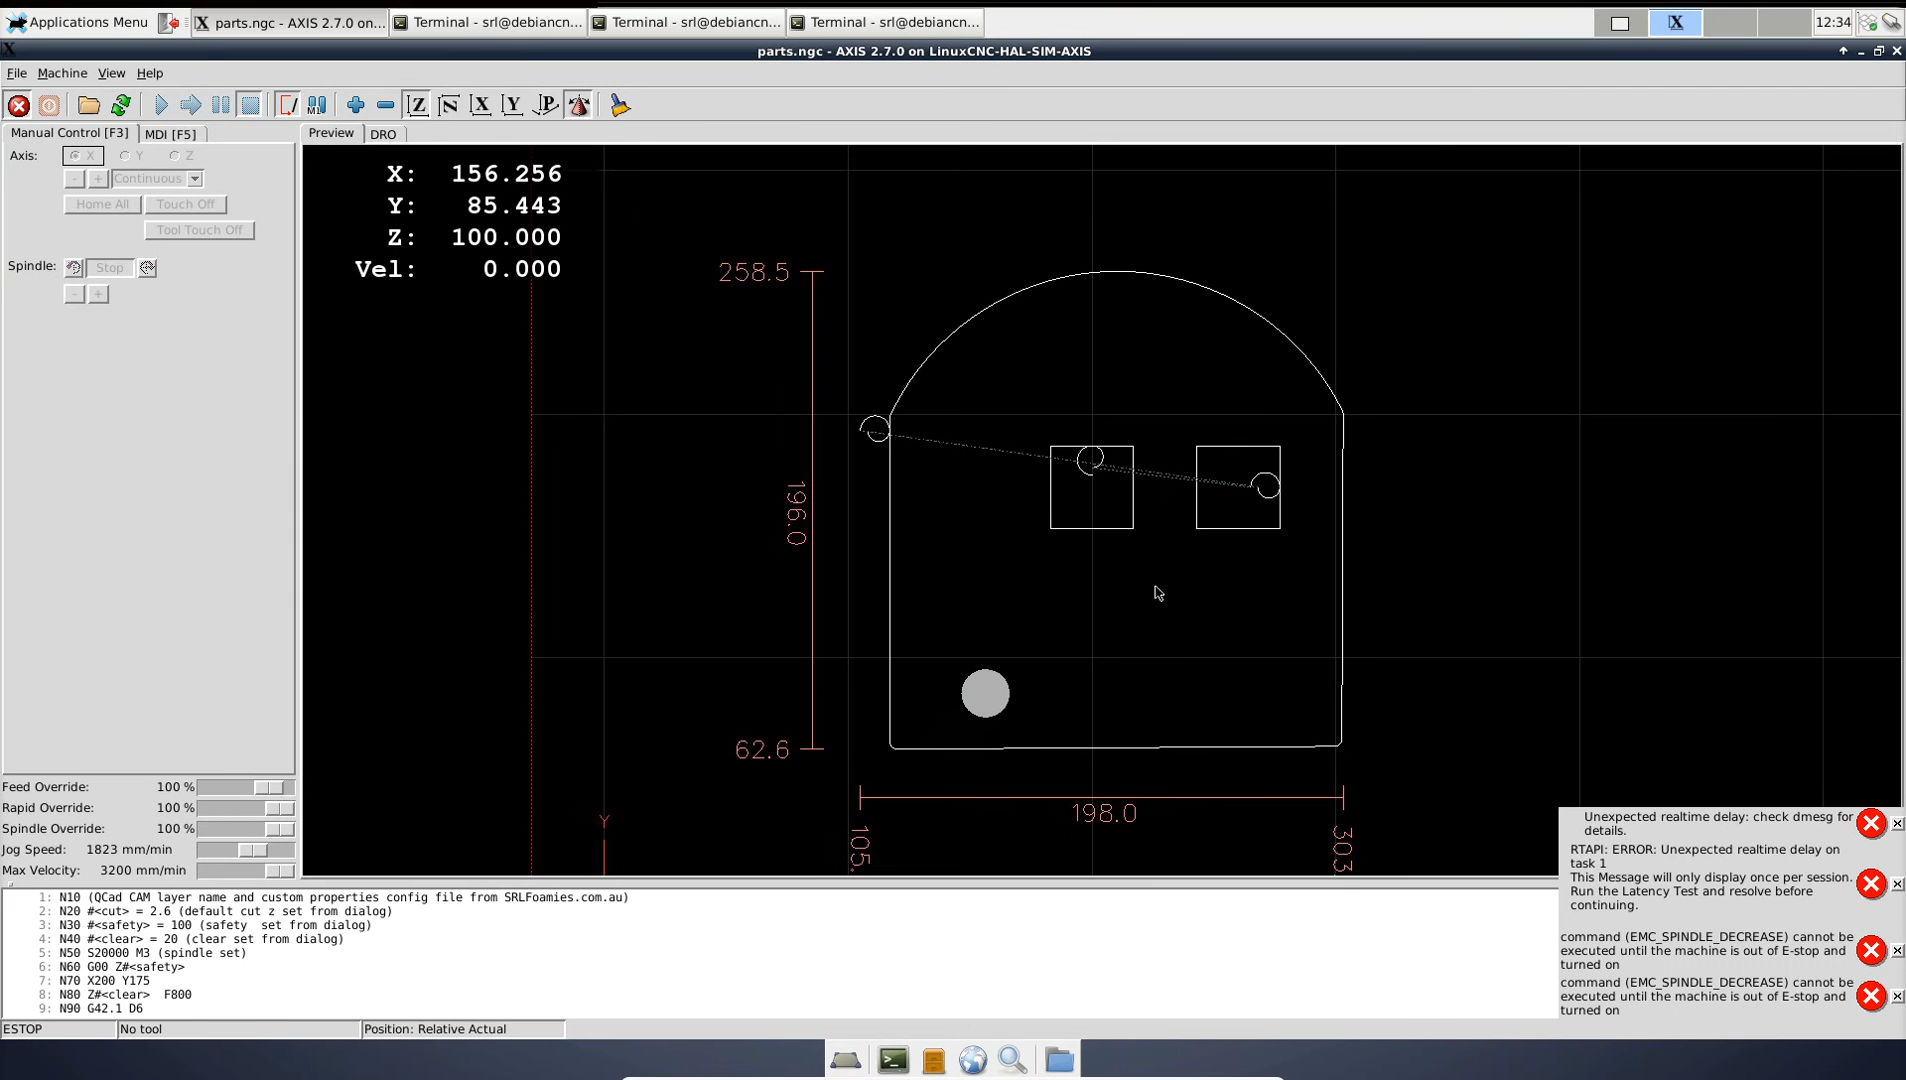 Applications Menu
parts.ngc - AXIS 2.7.0 on...
Terminal - srl@debiancn...
Terminal - srl@debiancn...
Terminal - srl@debiancn...
12:34
parts.ngc - AXIS 2.7.0 on LinuxCNC-HAL-SIM-AXIS
File Machine View Help
Manual Control [F3]
MDI [F5]
Preview
DRO
Axis: X Y Z
- + Continuous
Home All Touch Off
Tool Touch Off
Spindle: Stop
- +
X: 156.256
Y: 85.443
Z: 100.000
Vel: 0.000
258.5
196.0
62.6
198.0
105.
303
Y
Feed Override: 100 %
Rapid Override: 100 %
Spindle Override: 100 %
Jog Speed: 1823 mm/min
Max Velocity: 3200 mm/min
1: N10 (QCad CAM layer name and custom properties config file from SRLFoamies.com.au)
2: N20 #<cut> = 2.6 (default cut z set from dialog)
3: N30 #<safety> = 100 (safety  set from dialog)
4: N40 #<clear> = 20 (clear set from dialog)
5: N50 S20000 M3 (spindle set)
6: N60 G00 Z#<safety>
7: N70 X200 Y175
8: N80 Z#<clear>  F800
9: N90 G42.1 D6
Unexpected realtime delay: check dmesg for
details.
RTAPI: ERROR: Unexpected realtime delay on
task 1
This Message will only display once per session.
Run the Latency Test and resolve before
continuing.
command (EMC_SPINDLE_DECREASE) cannot be
executed until the machine is out of E-stop and
turned on
command (EMC_SPINDLE_DECREASE) cannot be
executed until the machine is out of E-stop and
turned on
ESTOP
No tool
Position: Relative Actual